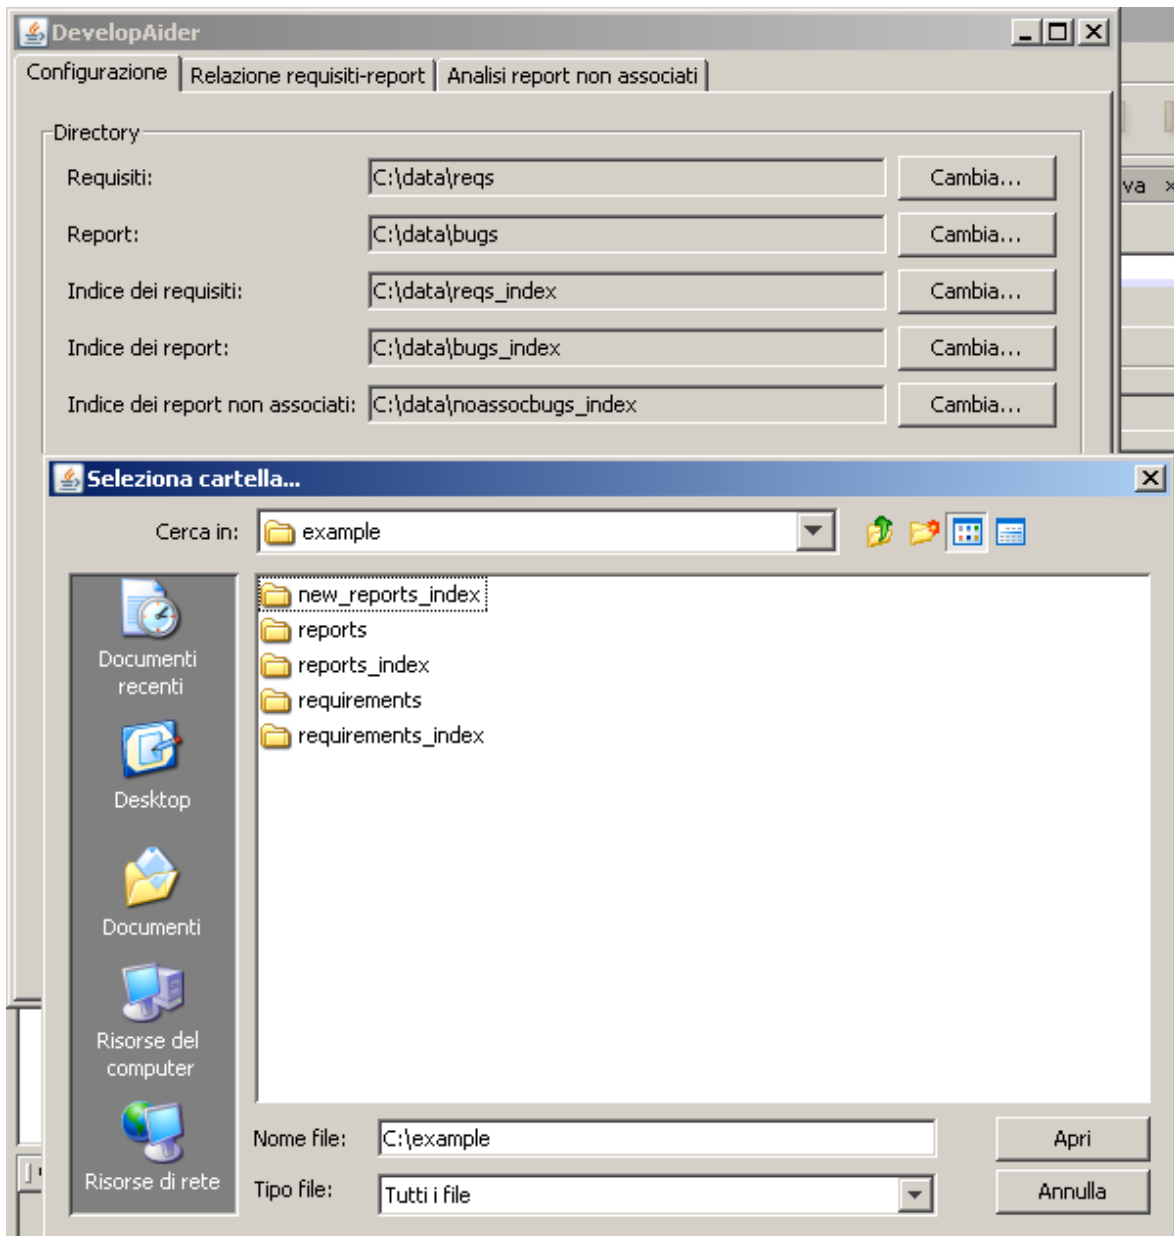 DevelopAider
Configurazione Relazione requisiti-report Analisi report non associati
Directory
Requisiti: C:\data\reqs Cambia...
va
Report: C:\data\bugs Cambia...
Indice dei requisiti: C:\data\reqs_index Cambia...
Indice dei report: C:\data\bugs_index Cambia...
Indice dei report non associati: C:\data\noassocbugs_index Cambia...
Seleziona cartella...
Cerca in: example
new_reports_index
reports
reports_index
requirements
requirements_index
Documenti
recenti
Desktop
Documenti
Risorse del
computer
Risorse di rete
Nome file: C:\example Apri
Tipo file: Tutti i file Annulla